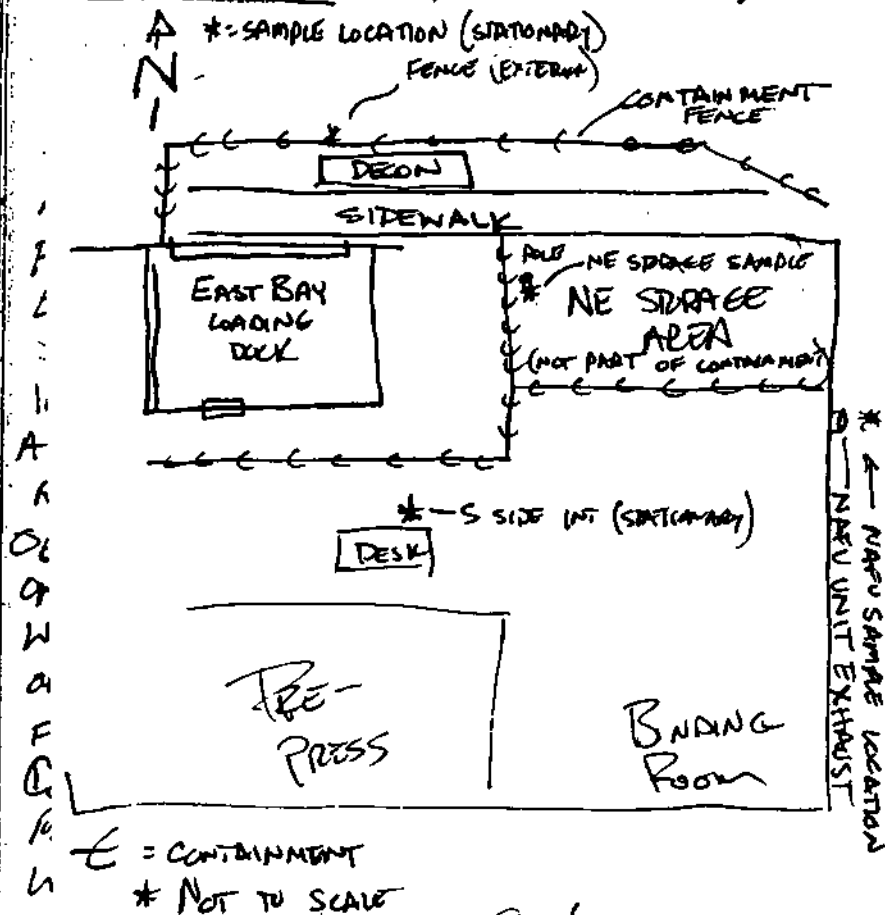 *=SAMPLE LOCATION (STATIONARY)
N
FENCE (EXTERIOR)
CONTAINMENT
FENCE
DECON
SIDEWALK
EAST BAY
LOADING
DOCK
POLE
* NE STORAGE SAMPLE
NE STORAGE
AREA
(NOT PART OF CONTAINMENT)
* ← NAFU SAMPLE LOCATION
NAFU UNIT EXHAUST
* - S SIDE INT (STATIONARY)
DESK
PRE-
PRESS
BINDING
ROOM
= CONTAINMENT
* NOT TO SCALE